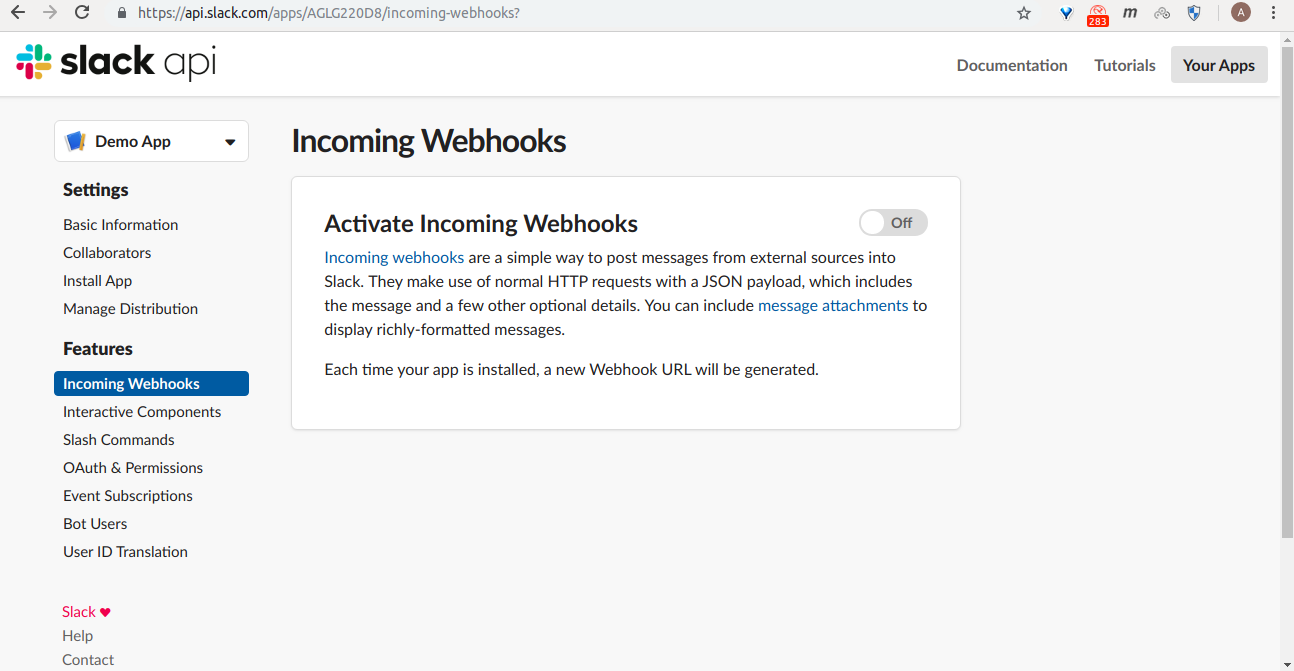 https://api.slack.com/apps/AGLG220D8/incoming-webhooks?
283
m
A
slack api
Documentation
Tutorials
Your Apps
Demo App
Settings
Basic Information
Collaborators
Install App
Manage Distribution
Features
Incoming Webhooks
Interactive Components
Slash Commands
OAuth & Permissions
Event Subscriptions
Bot Users
User ID Translation
Slack ♥
Help
Contact
Incoming Webhooks
Activate Incoming Webhooks
Off
Incoming webhooks are a simple way to post messages from external sources into
Slack. They make use of normal HTTP requests with a JSON payload, which includes
the message and a few other optional details. You can include message attachments to
display richly-formatted messages.
Each time your app is installed, a new Webhook URL will be generated.